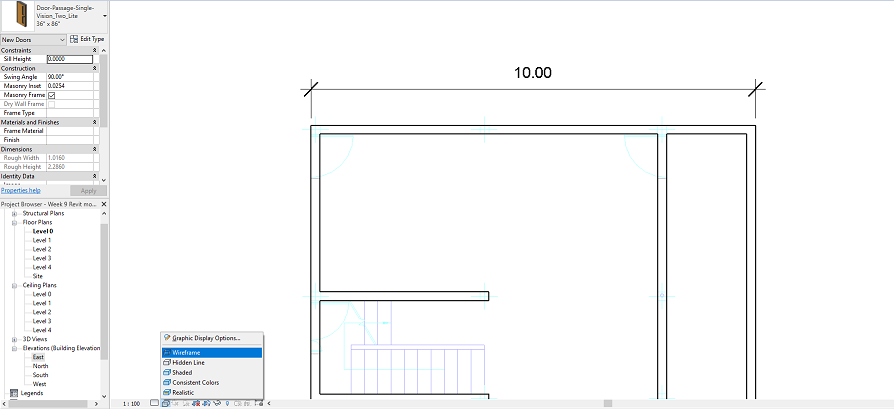 Door-Passage-Single-
Vision_Two_Lite
36" x 86"
New Doors
Edit Type
Constraints
Sill Height 0.0000
Construction
Swing Angle 90.00°
Masonry Inset 0.0254
Masonry Frame
Dry Wall Frame
Frame Type
Materials and Finishes
Frame Material
Finish
Dimensions
Rough Width 1.0160
Rough Height 2.2860
Identity Data
Properties help
Apply
Project Browser - Week 9 Revit mo...
Structural Plans
Floor Plans
Level 0
Level 1
Level 2
Level 3
Level 4
Site
Ceiling Plans
Level 0
Level 1
Level 2
Level 3
Level 4
3D Views
Elevations (Building Elevation
East
North
South
West
Legends
10.00
Graphic Display Options...
Wireframe
Hidden Line
Shaded
Consistent Colors
Realistic
1 : 100